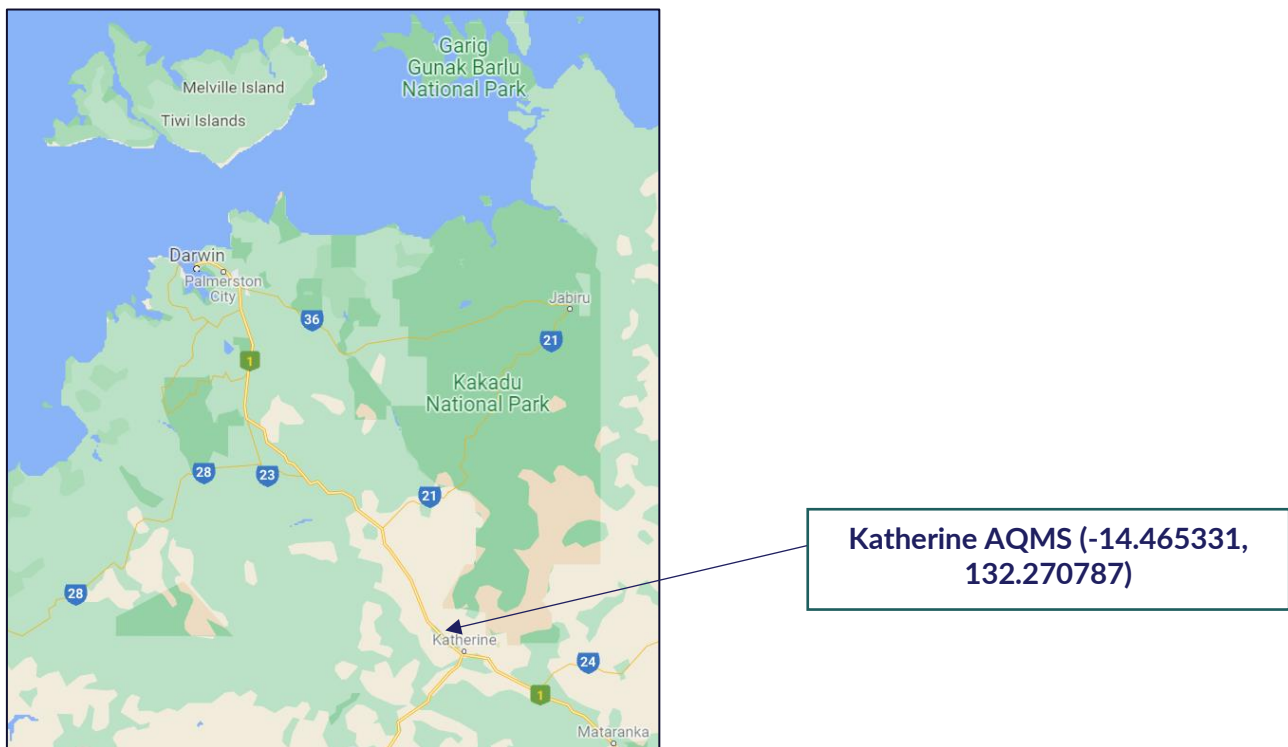 Garig
Gunak Barlu
National Park
Melville Island
Tiwi Islands
Darwin
Palmerston
City
Jabiru
36
21
1
Kakadu
National Park
28
23
21
Katherine AQMS (-14.465331,
132.270787)
28
Katherine
24
1
Mataranka